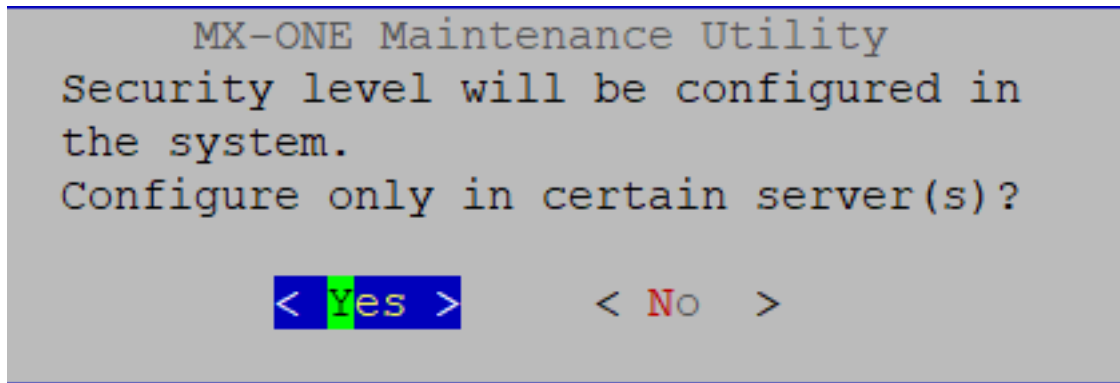 MX-ONE Maintenance Utility
Security level will be configured in
the system.
Configure only in certain server(s)?
< Yes > < No >